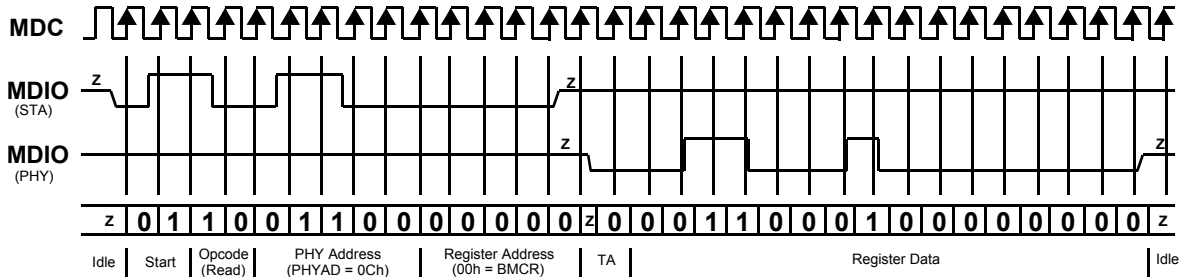 MDC
z
MDIO
(STA)
z
MDIO
(PHY)
z
z
z 0 1 1 0 0 1 1 0 0 0 0 0 0 0 z 0 0 0 1 1 0 0 0 1 0 0 0 0 0 0 0 0 z
Idle Start Opcode (Read) PHY Address (PHYAD = 0Ch) Register Address (00h = BMCR) TA Register Data Idle